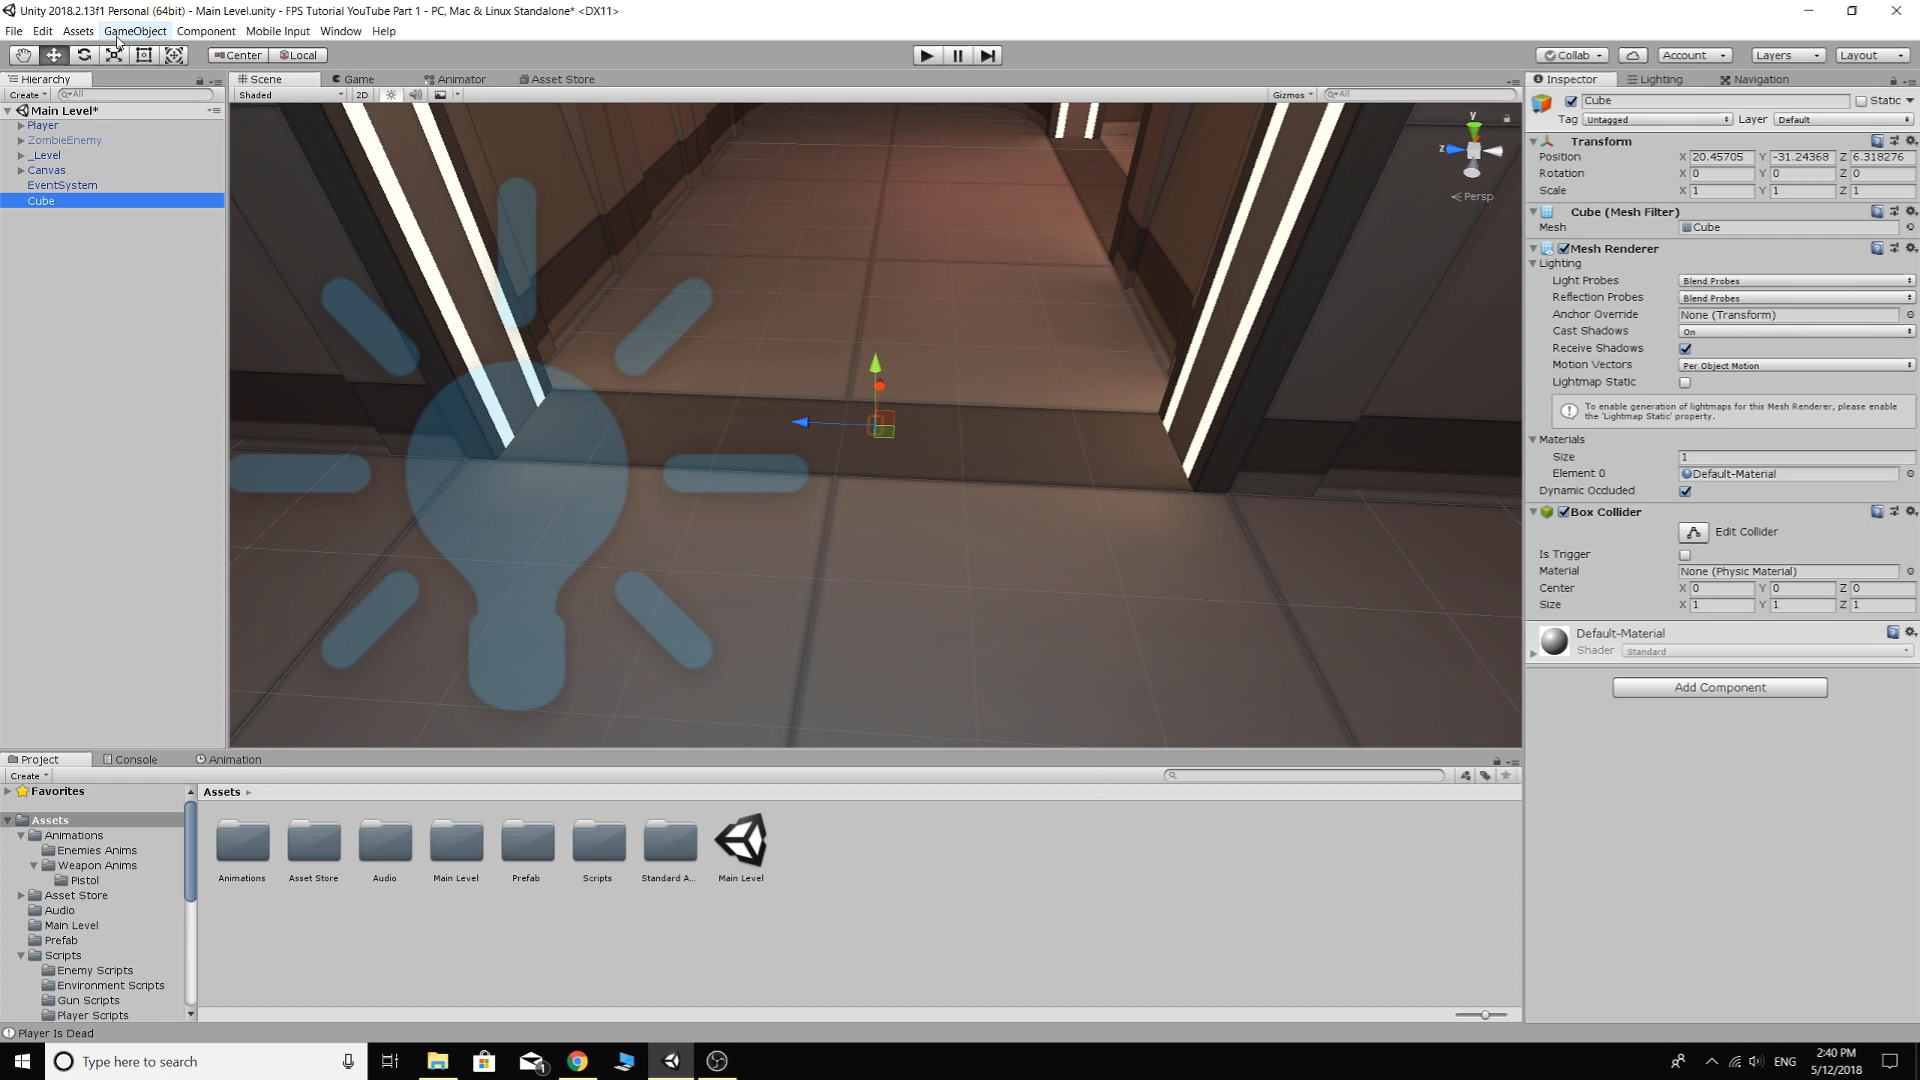 Unity 2018.2.13f1 Personal (64bit) - Main Level.unity - FPS Tutorial YouTube Part 1 - PC, Mac & Linux Standalone* <DX11>
File Edit Assets GameObject Component Mobile Input Window Help
Center Local Collab Account Layers Layout
Hierarchy Scene Game Animator Asset Store Inspector Lighting Navigation
Create All Shaded 2D Gizmos All
Main Level*
Player
ZombieEnemy
_Level
Canvas
EventSystem
Cube
y
z
Persp
Cube Static
Tag Untagged Layer Default
Transform
Position X 20.45705 Y -31.24368 Z 6.318276
Rotation X 0 Y 0 Z 0
Scale X 1 Y 1 Z 1
Cube (Mesh Filter)
Mesh Cube
Mesh Renderer
Lighting
Light Probes Blend Probes
Reflection Probes Blend Probes
Anchor Override None (Transform)
Cast Shadows On
Receive Shadows
Motion Vectors Per Object Motion
Lightmap Static
To enable generation of lightmaps for this Mesh Renderer, please enable
the 'Lightmap Static' property.
Materials
Size 1
Element 0 Default-Material
Dynamic Occluded
Box Collider
Edit Collider
Is Trigger
Material None (Physic Material)
Center X 0 Y 0 Z 0
Size X 1 Y 1 Z 1
Default-Material
Shader Standard
Add Component
Project Console Animation
Create
Favorites
Assets
Animations
Enemies Anims
Weapon Anims
Pistol
Asset Store
Audio
Main Level
Prefab
Scripts
Enemy Scripts
Environment Scripts
Gun Scripts
Player Scripts
Assets
Animations Asset Store Audio Main Level Prefab Scripts Standard A... Main Level
Player Is Dead
Type here to search
1
ENG
2:40 PM
5/12/2018